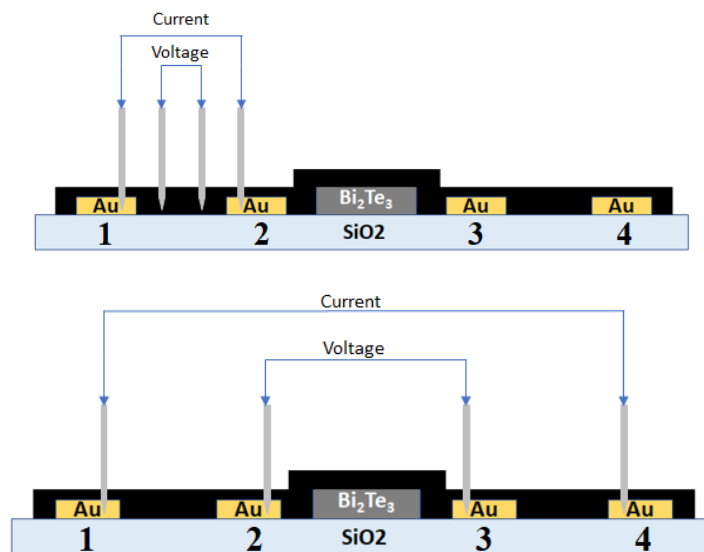 Current
Voltage
Au Au Bi₂Te₃ Au Au
1 2 SiO2 3 4
Current
Voltage
Au Au Bi₂Te₃ Au Au
1 2 SiO2 3 4